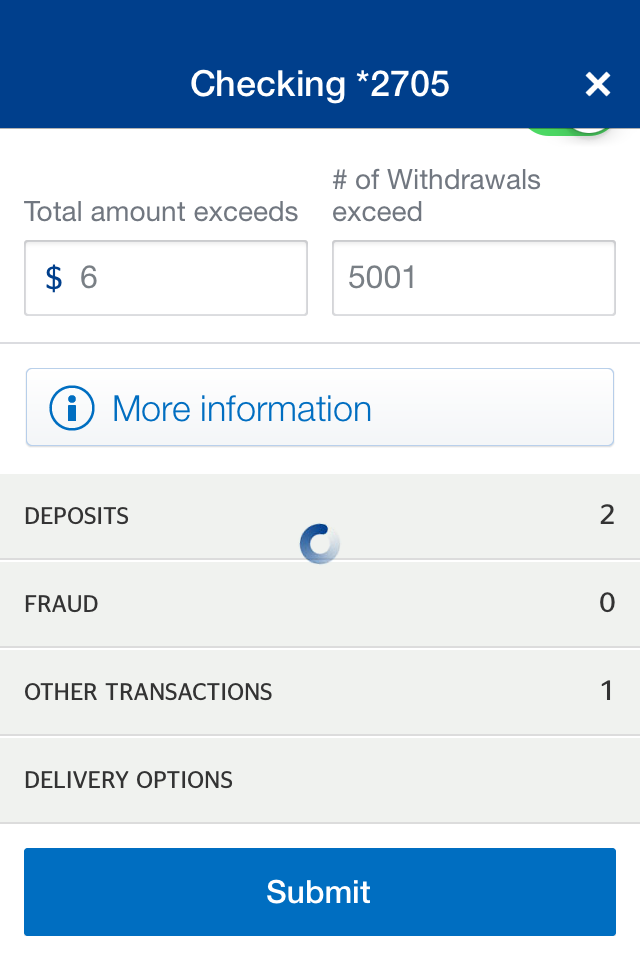 Checking *2705
Total amount exceeds
# of Withdrawals
exceed
$ 6
5001
More information
DEPOSITS 2
FRAUD 0
OTHER TRANSACTIONS 1
DELIVERY OPTIONS
Submit